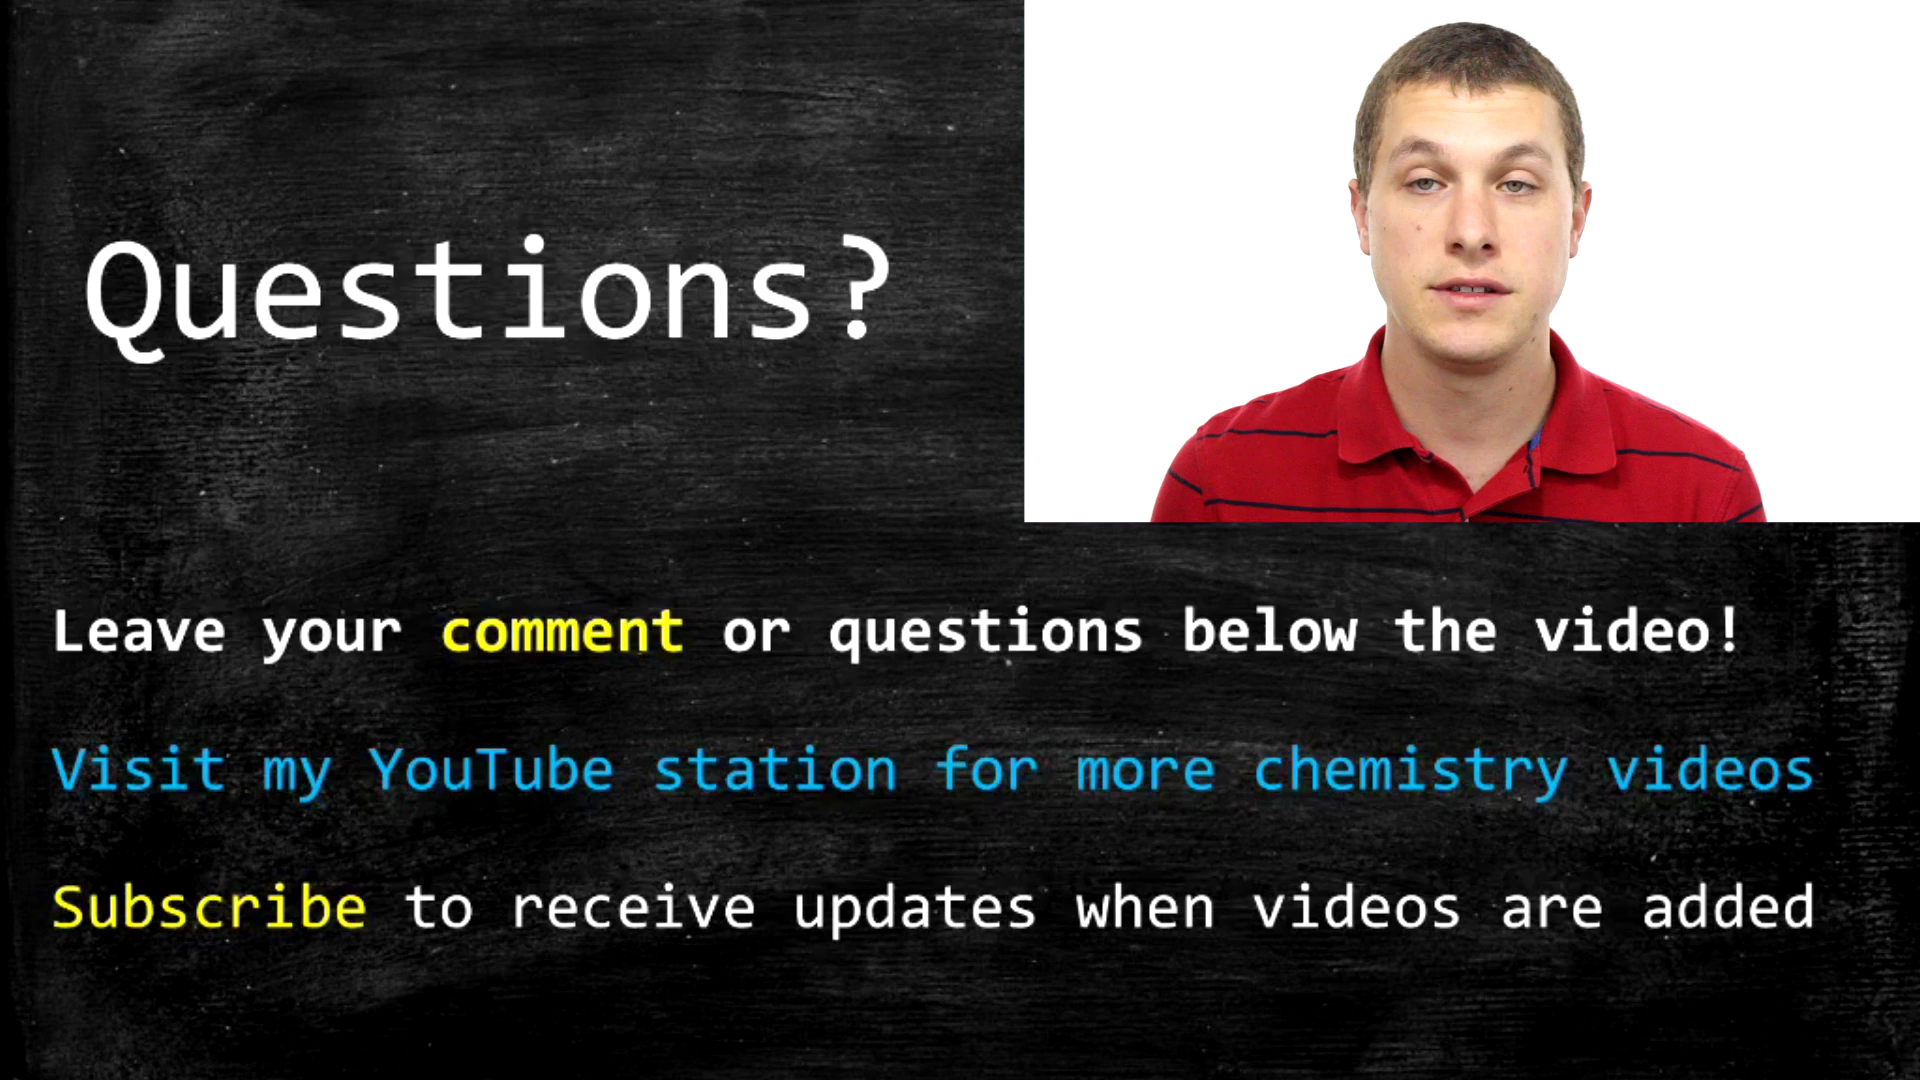 Questions?
Leave your comment or questions below the video!
Visit my YouTube station for more chemistry videos
Subscribe to receive updates when videos are added